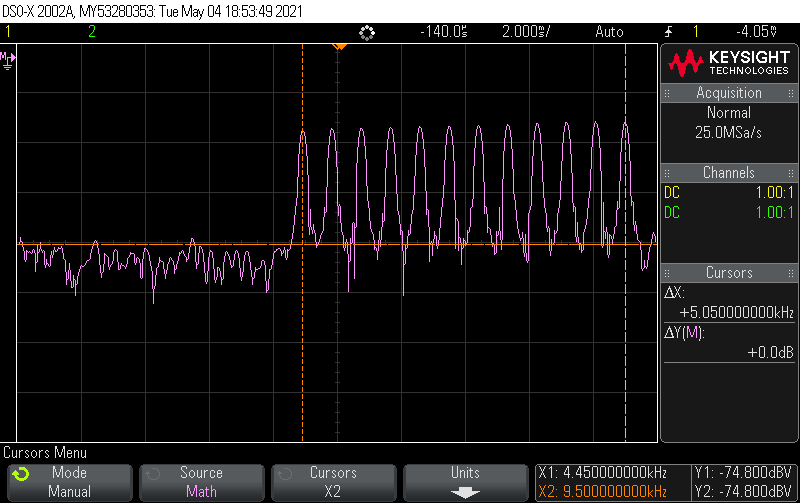 DSO-X 2002A, MY53280353: Tue May 04 18:53:49 2021
1 2 -140.0s 2.000s/ Auto 1 -4.05V
M
KEYSIGHT
TECHNOLOGIES
Acquisition
Normal
25.0MSa/s
Channels
DC 1.00:1
DC 1.00:1
Cursors
ΔX:
+5.050000000kHz
ΔY(M):
+0.0dB
Cursors Menu
Mode
Manual
Source
Math
Cursors
X2
Units
X1: 4.450000000kHz
X2: 9.500000000kHz
Y1: -74.800dBV
Y2: -74.800dBV